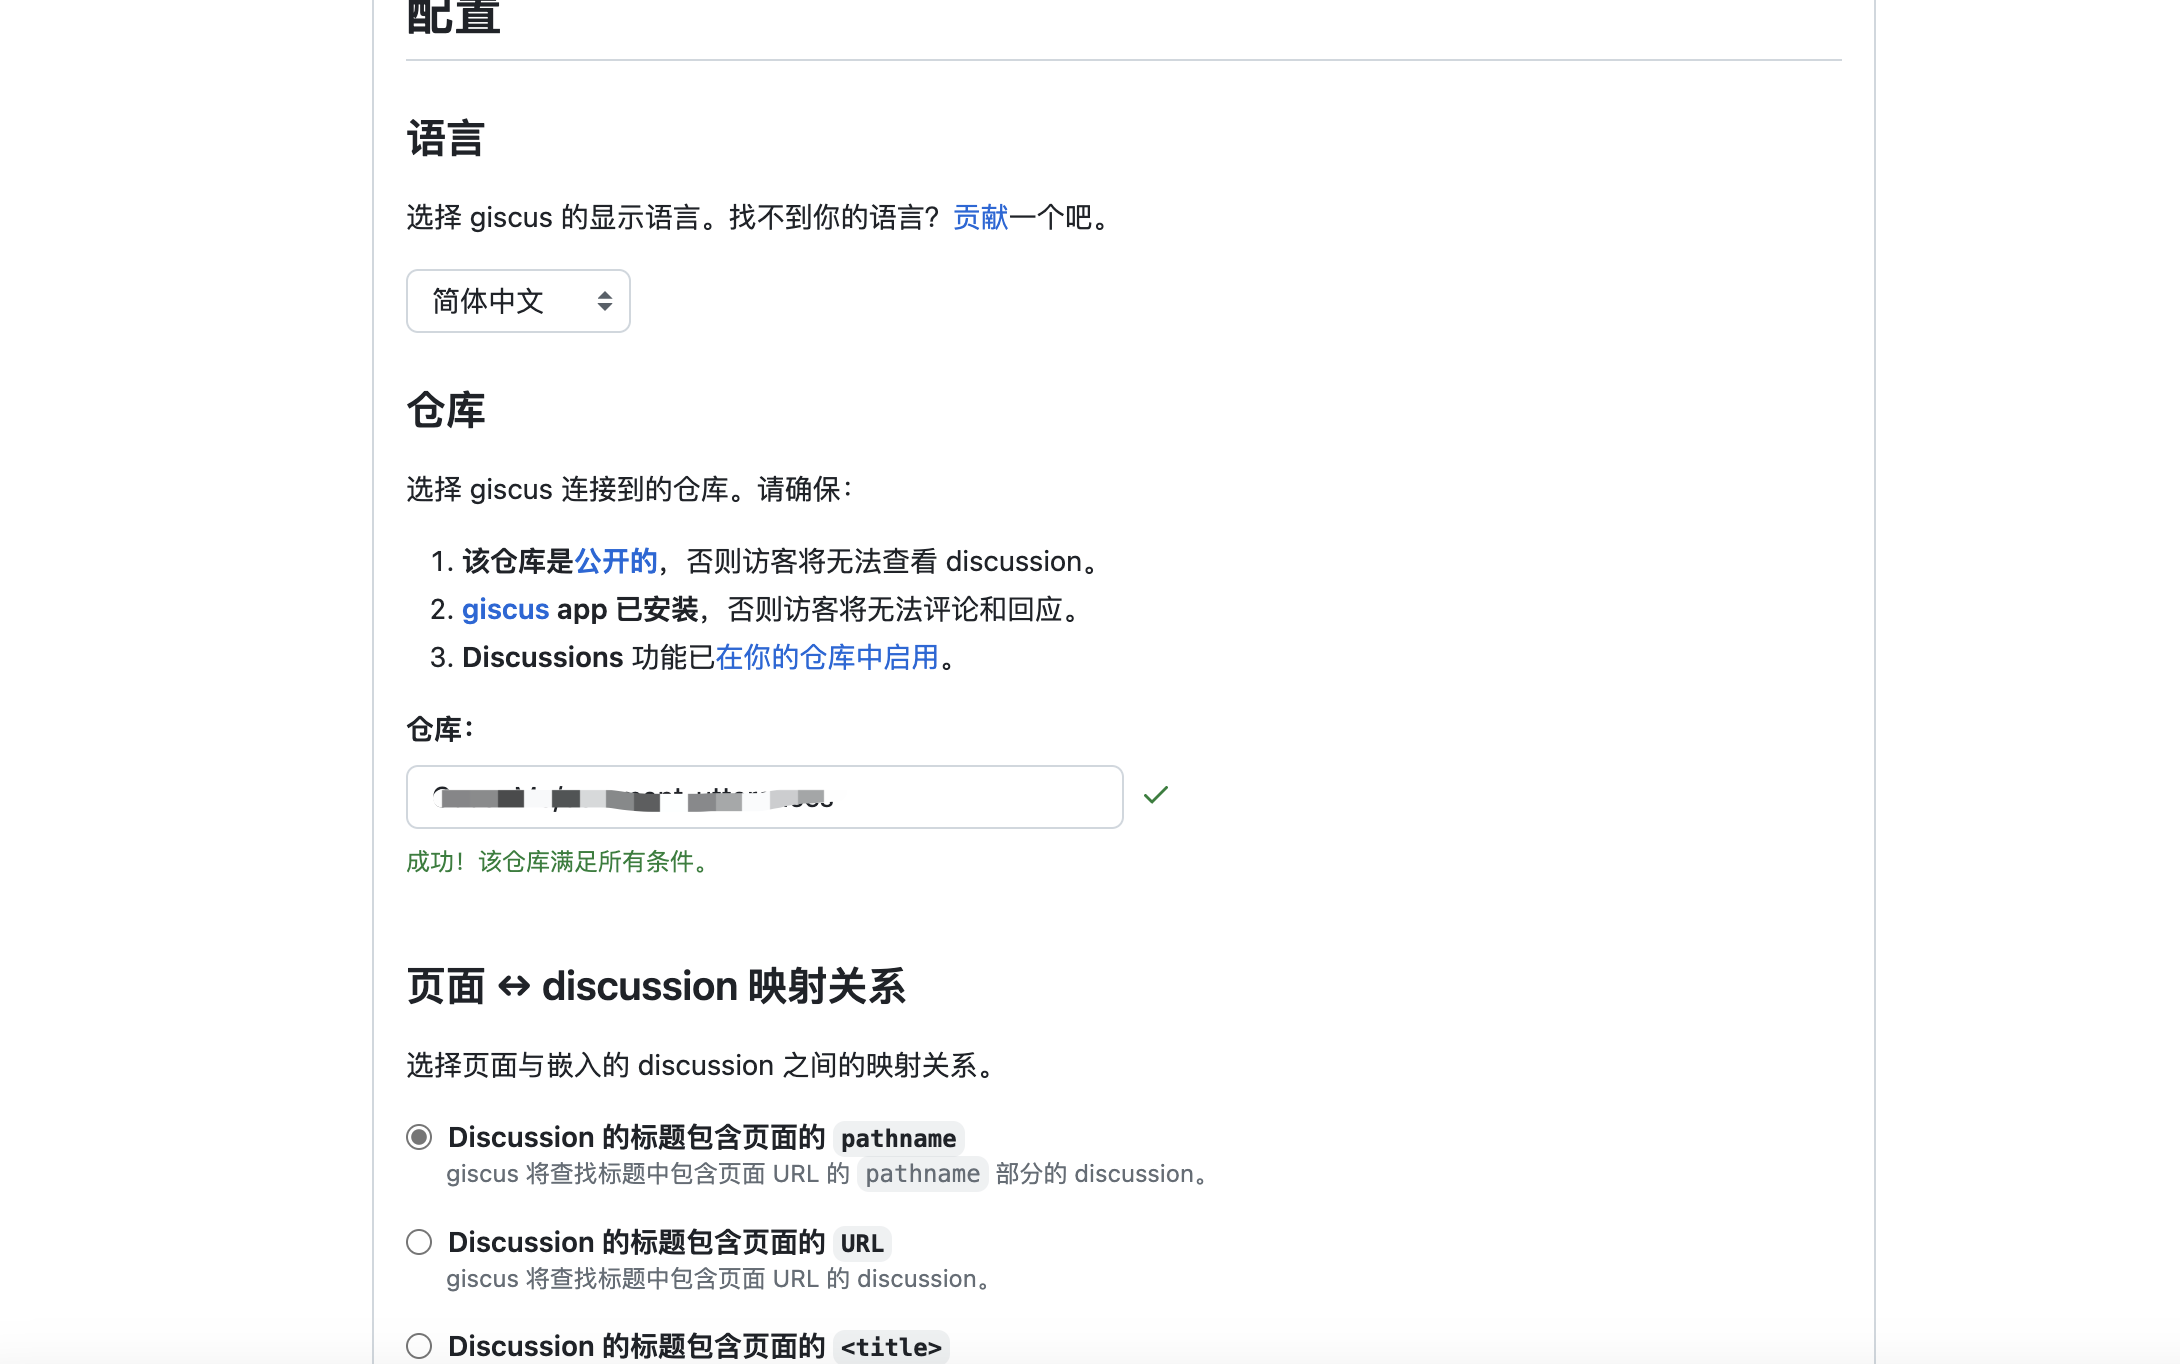 配置
语言
选择 giscus 的显示语言。找不到你的语言？贡献一个吧。
简体中文
仓库
选择 giscus 连接到的仓库。请确保：
1. 该仓库是公开的，否则访客将无法查看 discussion。
2. giscus app 已安装，否则访客将无法评论和回应。
3. Discussions 功能已在你的仓库中启用。
仓库：
成功！该仓库满足所有条件。
页面 ↔ discussion 映射关系
选择页面与嵌入的 discussion 之间的映射关系。
Discussion 的标题包含页面的 pathname
giscus 将查找标题中包含页面 URL 的 pathname 部分的 discussion。
Discussion 的标题包含页面的 URL
giscus 将查找标题中包含页面 URL 的 discussion。
Discussion 的标题包含页面的 <title>